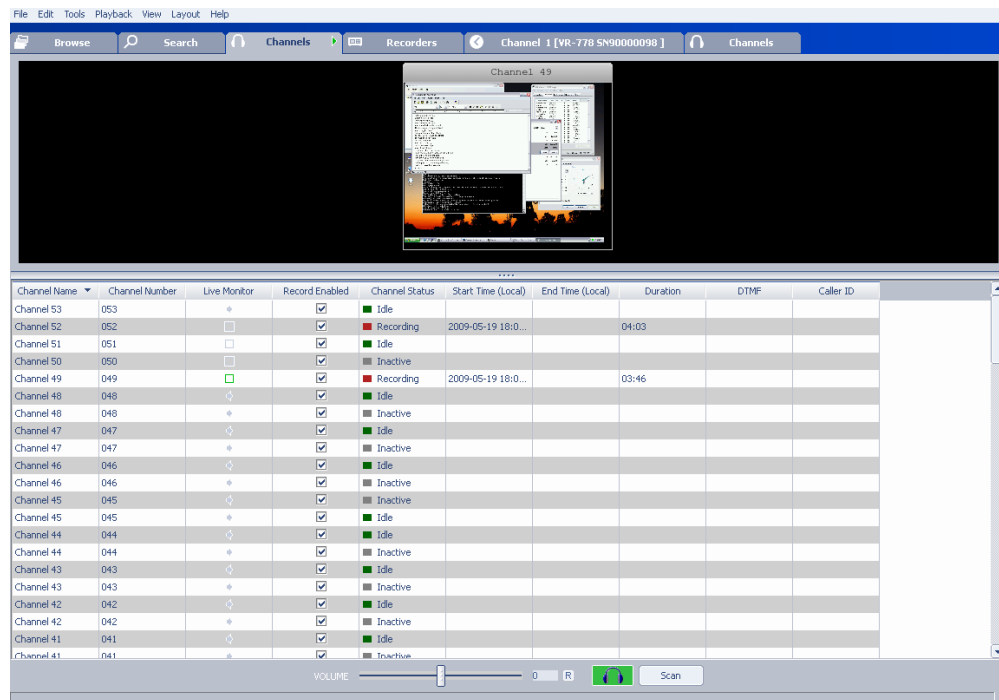 File Edit Tools Playback View Layout Help
Browse Search Channels Recorders Channel 1 [VR-778 SN90000098 ] Channels
Channel 49
Channel Name Channel Number Live Monitor Record Enabled Channel Status Start Time (Local) End Time (Local) Duration DTMF Caller ID
Channel 53 053 Idle
Channel 52 052 Recording 2009-05-19 18:0... 04:03
Channel 51 051 Idle
Channel 50 050 Inactive
Channel 49 049 Recording 2009-05-19 18:0... 03:46
Channel 48 048 Idle
Channel 48 048 Inactive
Channel 47 047 Idle
Channel 47 047 Inactive
Channel 46 046 Idle
Channel 46 046 Inactive
Channel 45 045 Inactive
Channel 45 045 Idle
Channel 44 044 Idle
Channel 44 044 Inactive
Channel 43 043 Idle
Channel 43 043 Inactive
Channel 42 042 Idle
Channel 42 042 Inactive
Channel 41 041 Idle
Channel 41 041 Inactive
VOLUME 0 R Scan